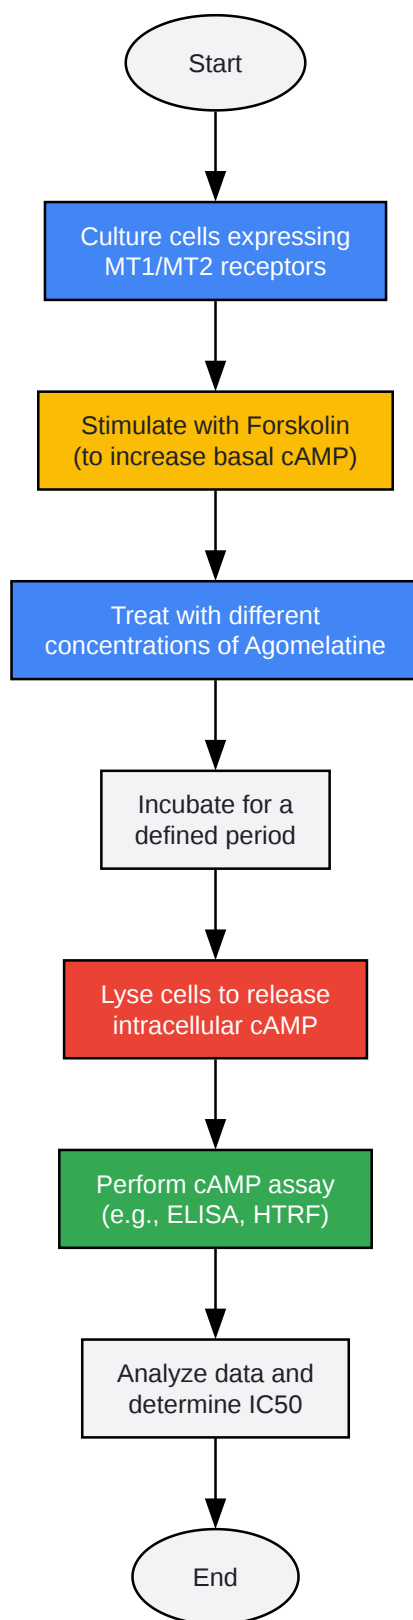 Start
Culture cells expressing
MT1/MT2 receptors
Stimulate with Forskolin
(to increase basal cAMP)
Treat with different
concentrations of Agomelatine
Incubate for a
defined period
Lyse cells to release
intracellular cAMP
Perform cAMP assay
(e.g., ELISA, HTRF)
Analyze data and
determine IC50
End